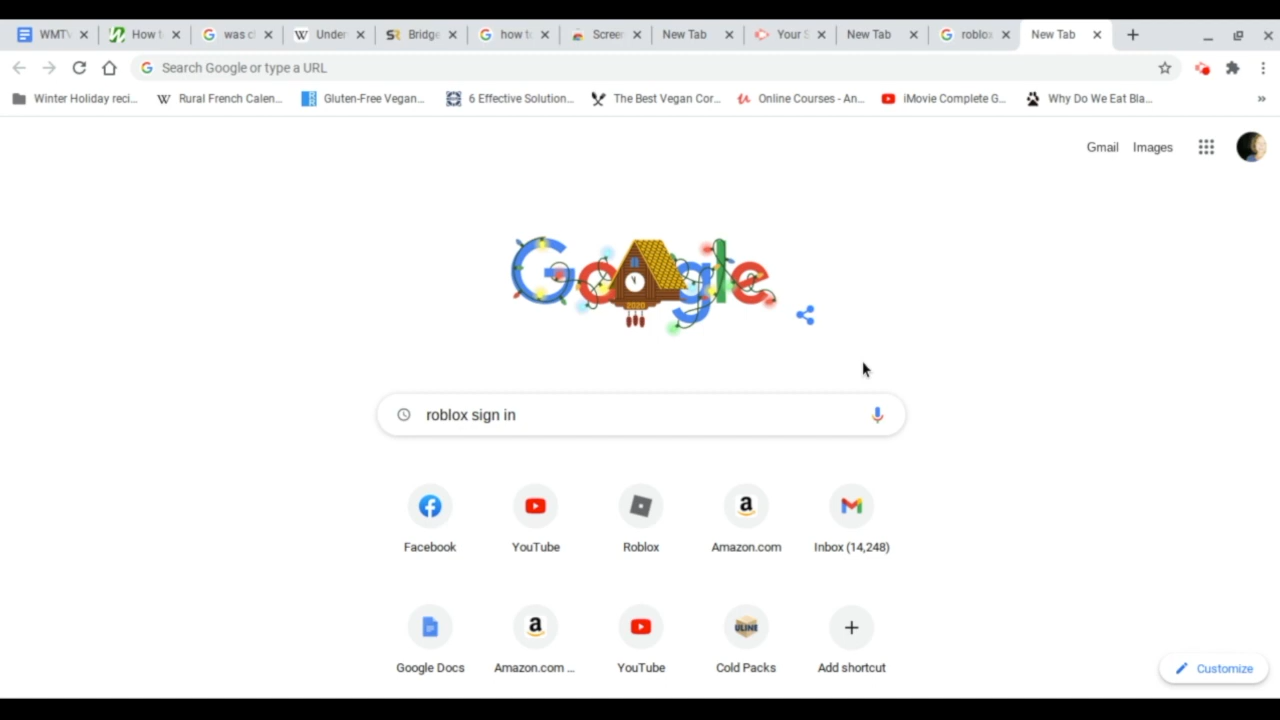 WMT
How t
was c
Under
Bridge
how to
Screen
New Tab
Your S
New Tab
roblox
New Tab
Search Google or type a URL
Winter Holiday reci...
Rural French Calen...
Gluten-Free Vegan...
6 Effective Solution...
The Best Vegan Cor...
Online Courses - An...
iMovie Complete G...
Why Do We Eat Bla...
»
Gmail Images
Google
2020
roblox sign in
Facebook YouTube Roblox Amazon.com Inbox (14,248)
ULINE
Google Docs Amazon.com ... YouTube Cold Packs Add shortcut
Customize